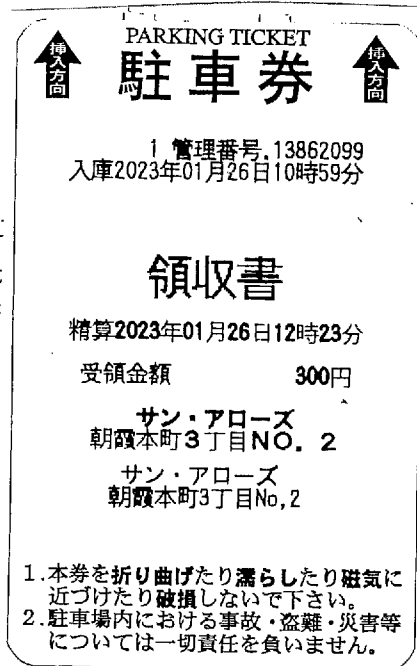 PARKING TICKET
駐車券
挿入方向
挿入方向
1 管理番号.13862099
入庫2023年01月26日10時59分
領収書
精算2023年01月26日12時23分
受領金額 300円
サン・アローズ
朝霞本町3丁目NO. 2
サン・アローズ
朝霞本町3丁目No,2
1.本券を折り曲げたり濡らしたり磁気に
近づけたり破損しないで下さい。
2.駐車場内における事故・盗難・災害等
については一切責任を負いません。